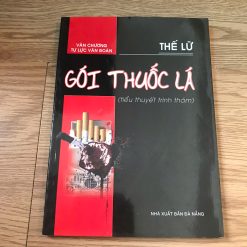 VĂN CHƯƠNG
TỰ LỰC VĂN ĐOÀN
THẾ LỮ
GÓI THUỐC LÁ
(tiểu thuyết trinh thám)
NHÀ XUẤT BẢN ĐÀ NẴNG